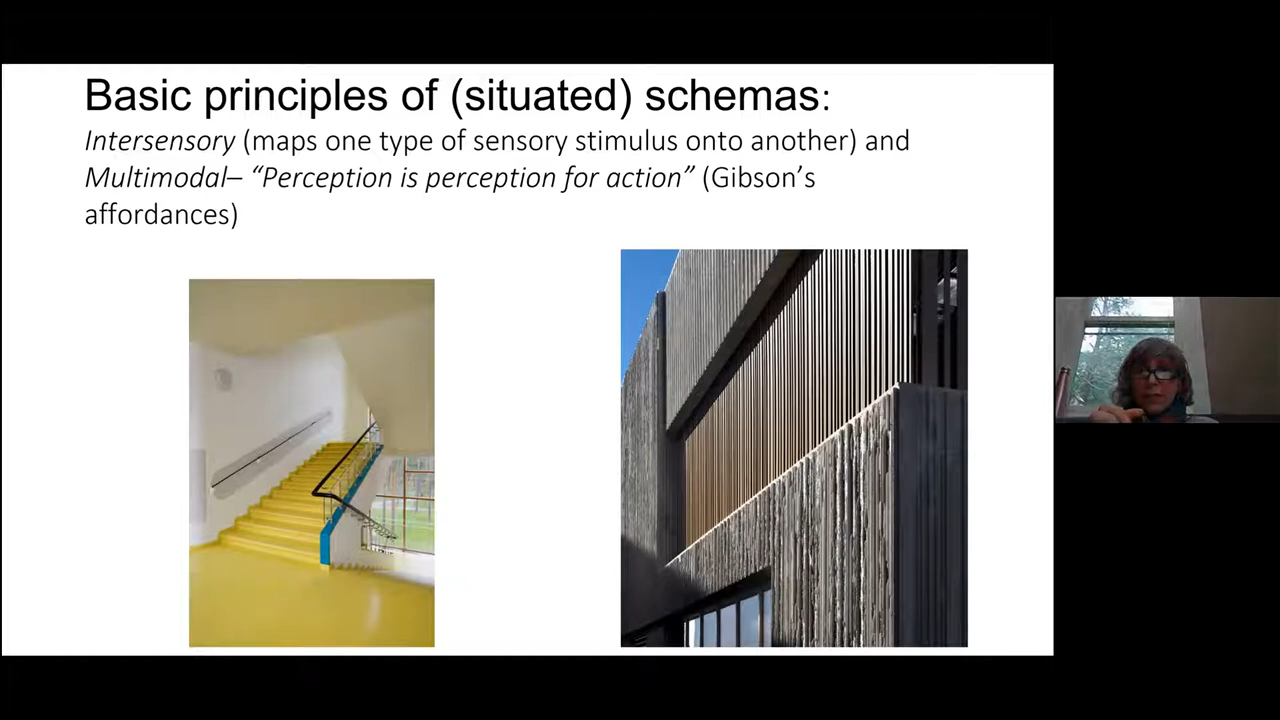 Basic principles of (situated) schemas:
Intersensory (maps one type of sensory stimulus onto another) and
Multimodal– “Perception is perception for action” (Gibson’s
affordances)